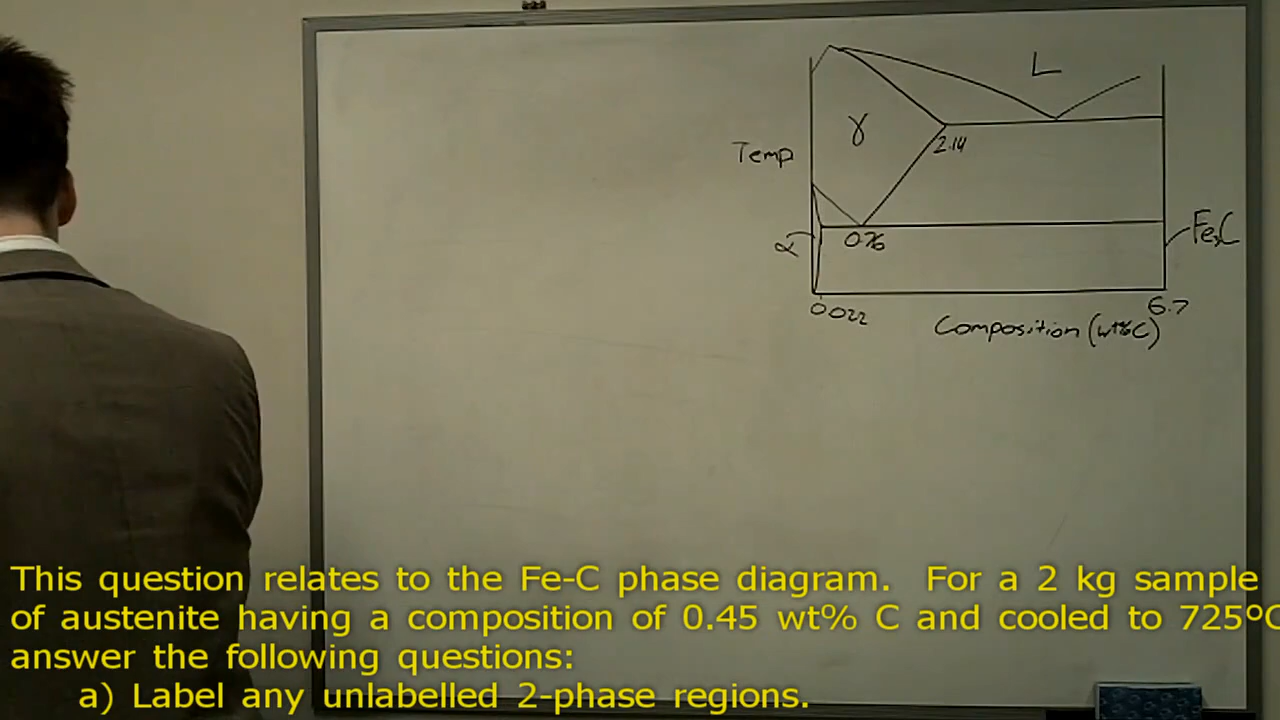 L
γ
2.14
Temp
α
0.76
Fe₃C
0.022
6.7
Composition (wt%C)
This question relates to the Fe-C phase diagram. For a 2 kg sample
of austenite having a composition of 0.45 wt% C and cooled to 725ºC
answer the following questions:
a) Label any unlabelled 2-phase regions.